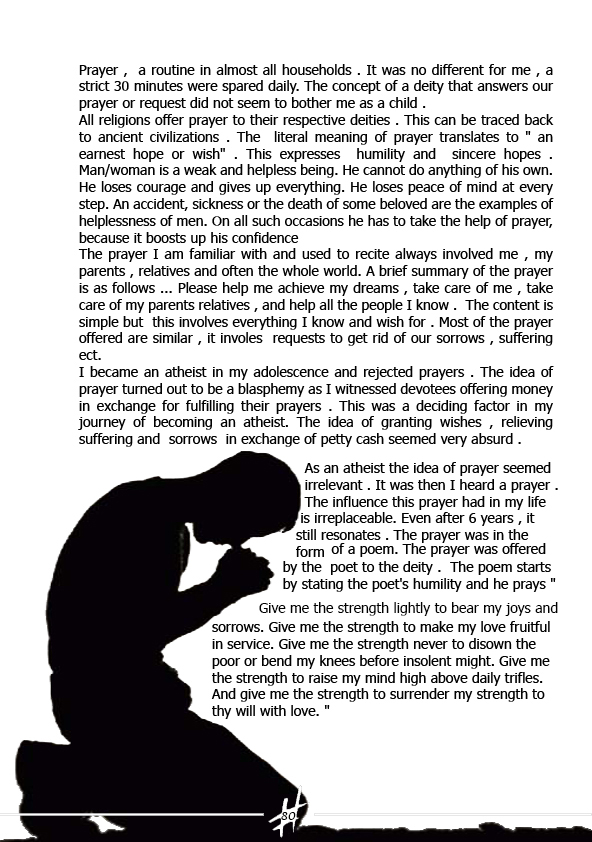 Prayer ,  a routine in almost all households . It was no different for me , a
strict 30 minutes were spared daily. The concept of a deity that answers our
prayer or request did not seem to bother me as a child .
All religions offer prayer to their respective deities . This can be traced back
to ancient civilizations . The  literal meaning of prayer translates to " an
earnest hope or wish" . This expresses  humility and  sincere hopes .
Man/woman is a weak and helpless being. He cannot do anything of his own.
He loses courage and gives up everything. He loses peace of mind at every
step. An accident, sickness or the death of some beloved are the examples of
helplessness of men. On all such occasions he has to take the help of prayer,
because it boosts up his confidence
The prayer I am familiar with and used to recite always involved me , my
parents , relatives and often the whole world. A brief summary of the prayer
is as follows ... Please help me achieve my dreams , take care of me , take
care of my parents relatives , and help all the people I know .  The content is
simple but  this involves everything I know and wish for . Most of the prayer
offered are similar , it involes  requests to get rid of our sorrows , suffering
ect.
I became an atheist in my adolescence and rejected prayers . The idea of
prayer turned out to be a blasphemy as I witnessed devotees offering money
in exchange for fulfilling their prayers . This was a deciding factor in my
journey of becoming an atheist. The idea of granting wishes , relieving
suffering and  sorrows  in exchange of petty cash seemed very absurd .
As an atheist the idea of prayer seemed
irrelevant . It was then I heard a prayer .
The influence this prayer had in my life
is irreplaceable. Even after 6 years , it
still resonates . The prayer was in the
form  of a poem. The prayer was offered
by the  poet to the deity .  The poem starts
by stating the poet's humility and he prays "
Give me the strength lightly to bear my joys and
sorrows. Give me the strength to make my love fruitful
in service. Give me the strength never to disown the
poor or bend my knees before insolent might. Give me
the strength to raise my mind high above daily trifles.
And give me the strength to surrender my strength to
thy will with love. "
80